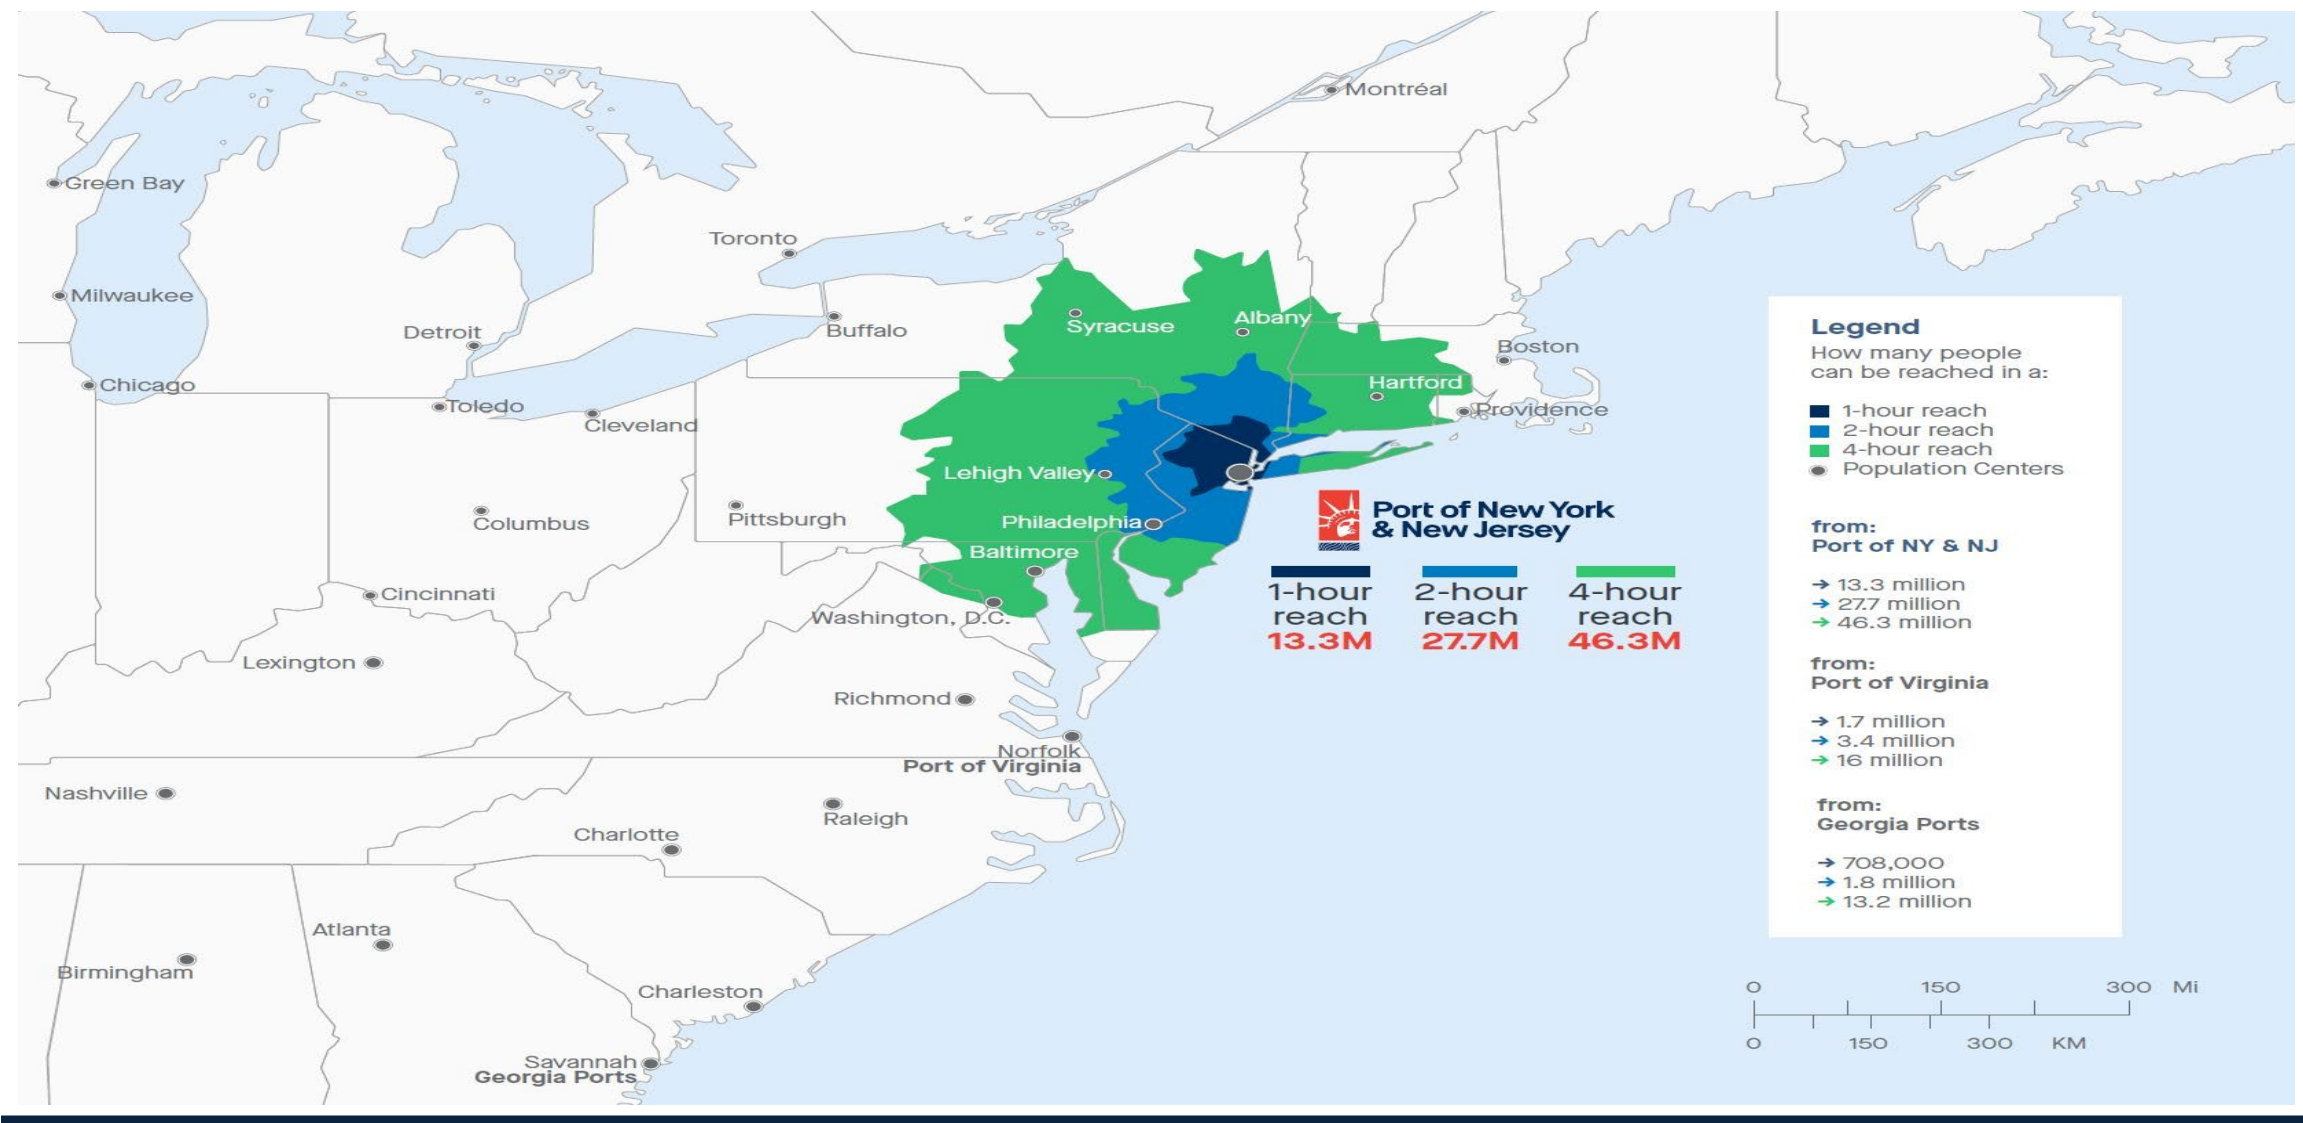 Montréal
Green Bay
Toronto
Milwaukee
Detroit
Buffalo
Syracuse
Albany
Boston
Chicago
Hartford
Toledo
Cleveland
Providence
Lehigh Valley
Columbus
Pittsburgh
Philadelphia
Baltimore
Cincinnati
Washington, D.C.
Lexington
Richmond
Norfolk
Port of Virginia
Nashville
Raleigh
Charlotte
Atlanta
Birmingham
Charleston
Savannah
Georgia Ports
Port of New York
& New Jersey
1-hour reach 13.3M
2-hour reach 27.7M
4-hour reach 46.3M
Legend
How many people
can be reached in a:
1-hour reach
2-hour reach
4-hour reach
Population Centers
from:
Port of NY & NJ
→ 13.3 million
→ 27.7 million
→ 46.3 million
from:
Port of Virginia
→ 1.7 million
→ 3.4 million
→ 16 million
from:
Georgia Ports
→ 708,000
→ 1.8 million
→ 13.2 million
0 150 300 Mi
0 150 300 KM